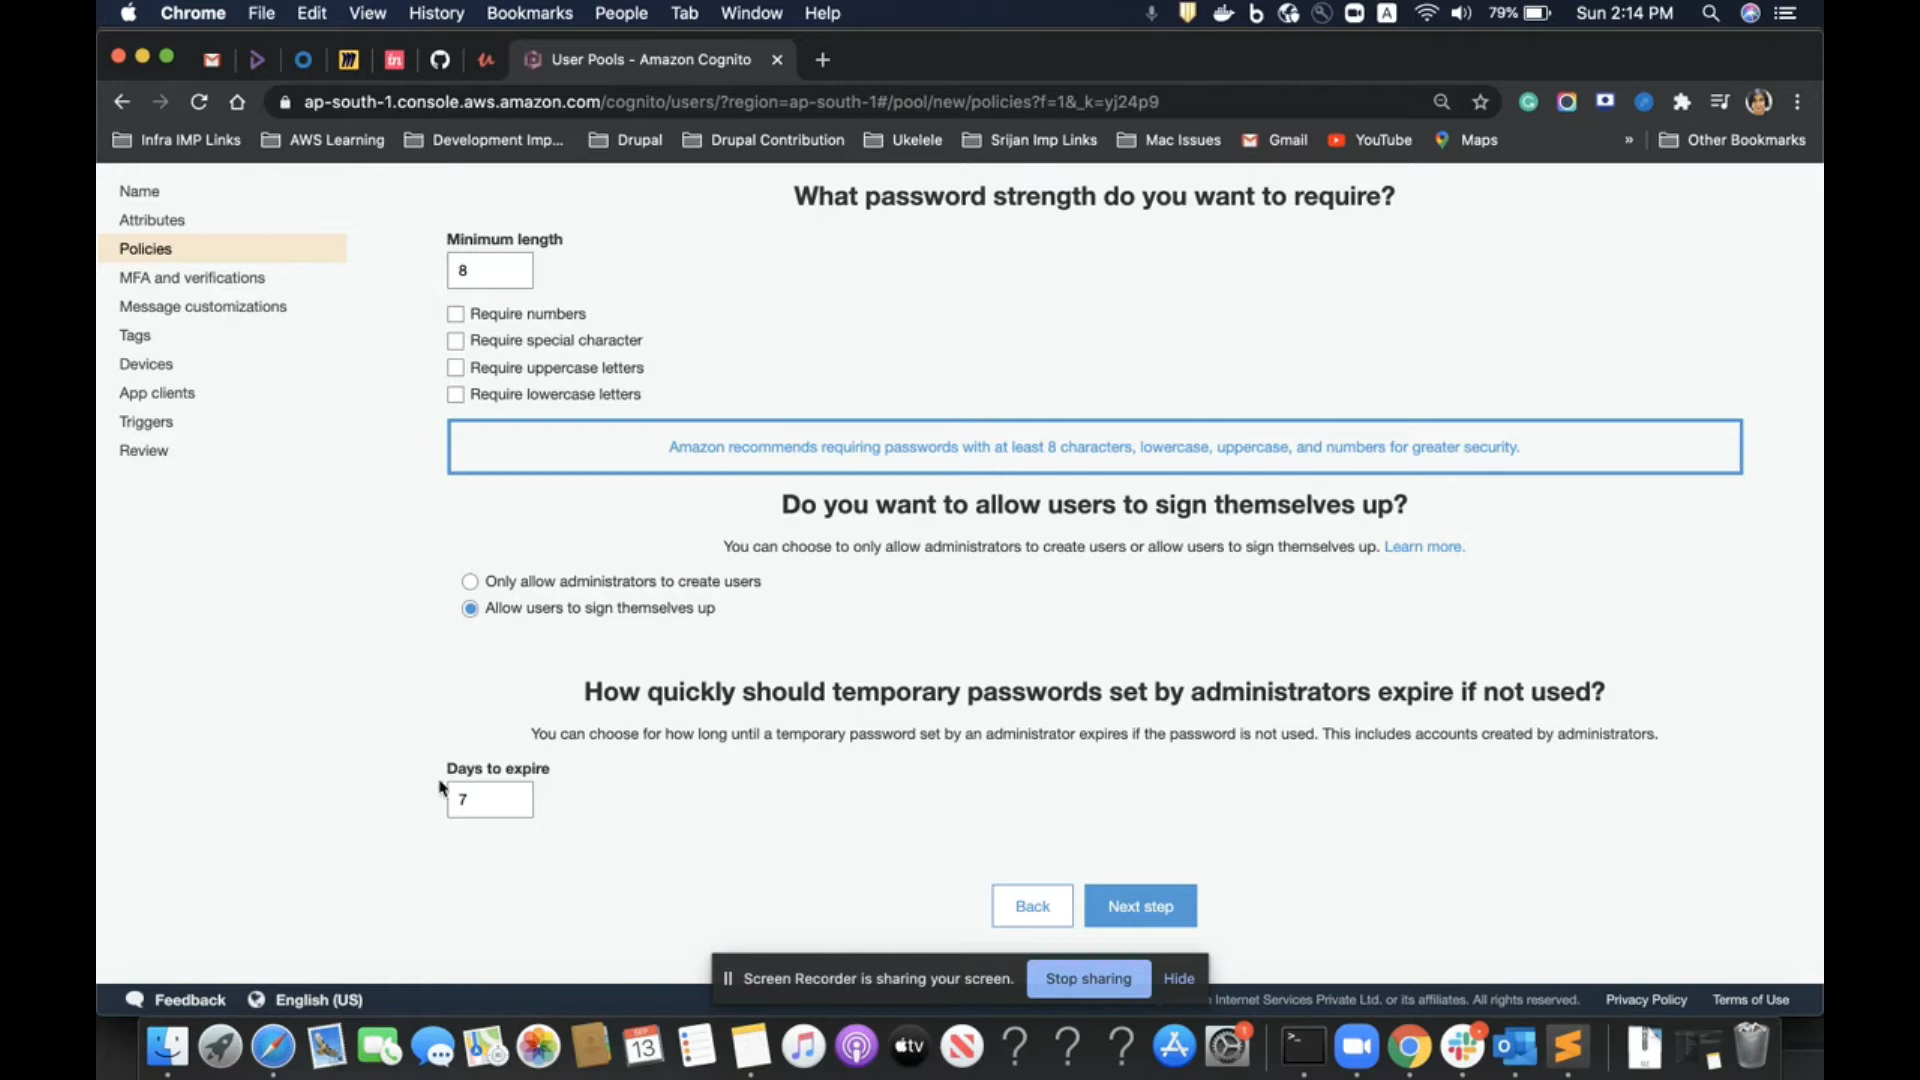 Chrome File Edit View History Bookmarks People Tab Window Help
79% Sun 2:14 PM
User Pools - Amazon Cognito
ap-south-1.console.aws.amazon.com/cognito/users/?region=ap-south-1#/pool/new/policies?f=1&_k=yj24p9
Infra IMP Links AWS Learning Development Imp... Drupal Drupal Contribution Ukelele Srijan Imp Links Mac Issues Gmail YouTube Maps » Other Bookmarks
Name
Attributes
Policies
MFA and verifications
Message customizations
Tags
Devices
App clients
Triggers
Review
What password strength do you want to require?
Minimum length
8
Require numbers
Require special character
Require uppercase letters
Require lowercase letters
Amazon recommends requiring passwords with at least 8 characters, lowercase, uppercase, and numbers for greater security.
Do you want to allow users to sign themselves up?
You can choose to only allow administrators to create users or allow users to sign themselves up. Learn more.
Only allow administrators to create users
Allow users to sign themselves up
How quickly should temporary passwords set by administrators expire if not used?
You can choose for how long until a temporary password set by an administrator expires if the password is not used. This includes accounts created by administrators.
Days to expire
7
Back Next step
Screen Recorder is sharing your screen. Stop sharing Hide
Feedback English (US) Internet Services Private Ltd. or its affiliates. All rights reserved. Privacy Policy Terms of Use
SEP
13
tv
1